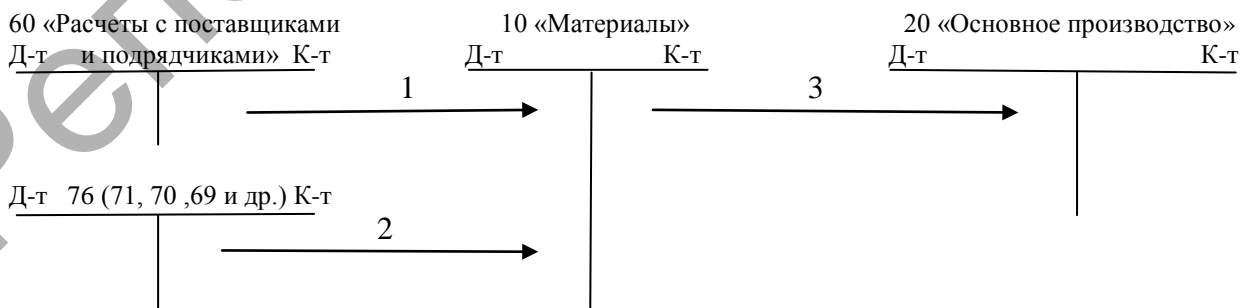 60 «Расчеты с поставщиками 10 «Материалы» 20 «Основное производство»
Д-т и подрядчиками» К-т Д-т К-т Д-т К-т
1 3
Д-т 76 (71, 70 ,69 и др.) К-т
2